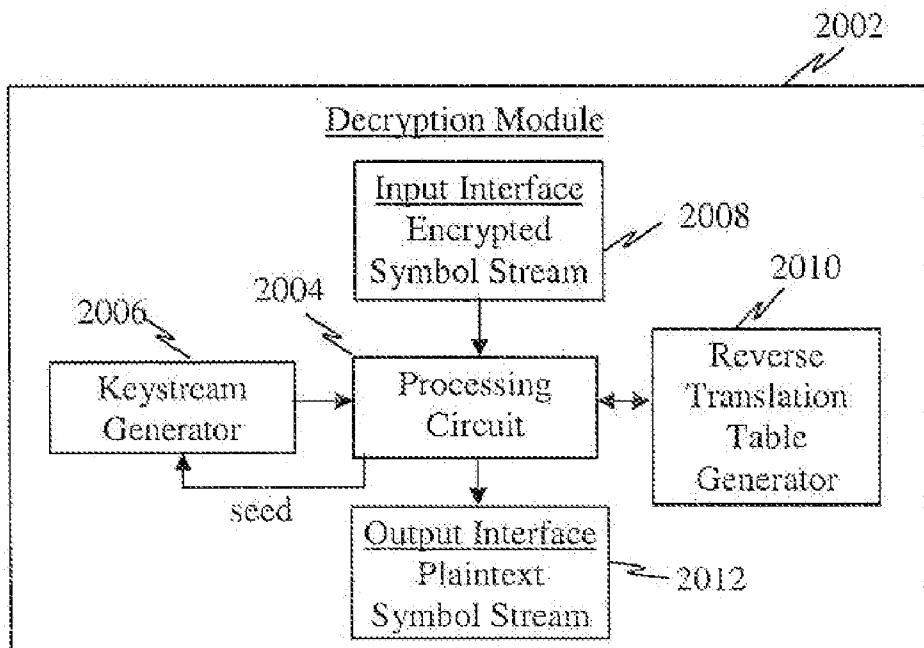 2002
Decryption Module
Input Interface
Encrypted
Symbol Stream
2008
2004
2006
2010
Keystream
Generator
Processing
Circuit
Reverse
Translation
Table
Generator
seed
Output Interface
Plaintext
Symbol Stream
2012